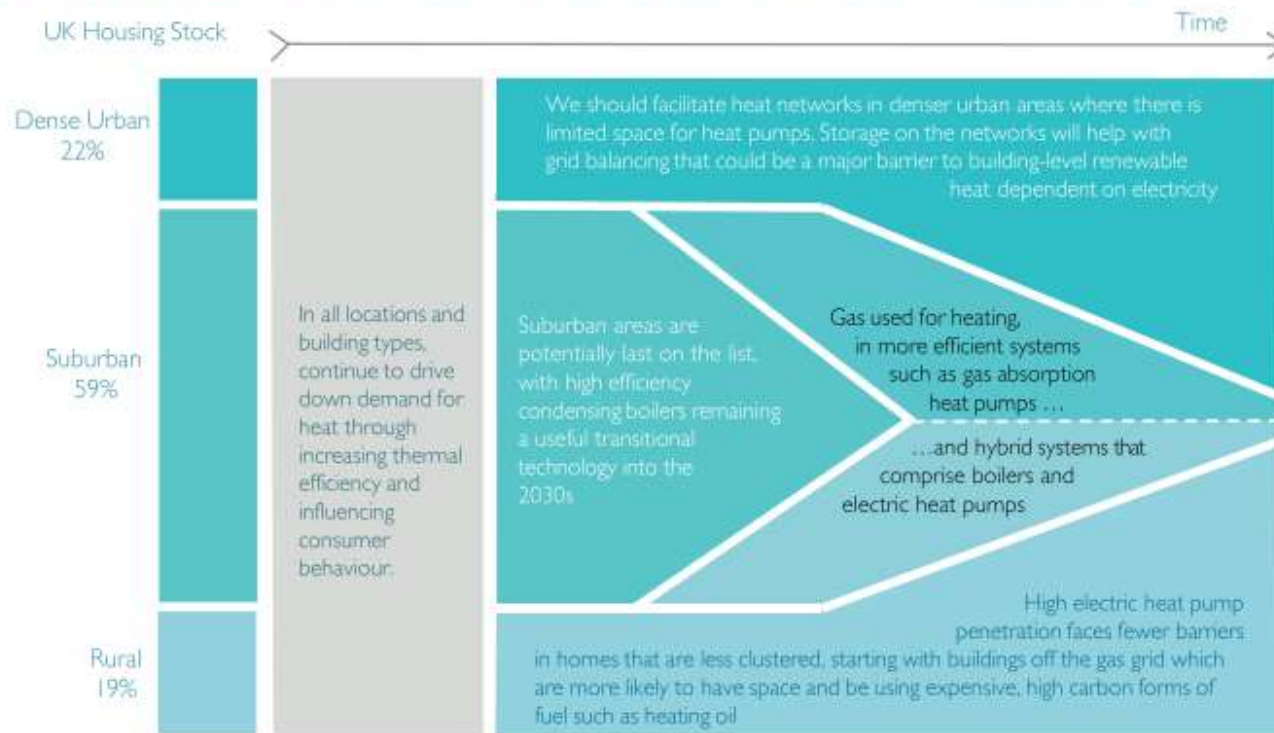 UK Housing Stock
Time
Dense Urban
22%
We should facilitate heat networks in denser urban areas where there is
limited space for heat pumps. Storage on the networks will help with
grid balancing that could be a major barrier to building-level renewable
heat dependent on electricity
Suburban
59%
In all locations and
building types,
continue to drive
down demand for
heat through
increasing thermal
efficiency and
influencing
consumer
behaviour.
Suburban areas are
potentially last on the list,
with high efficiency
condensing boilers remaining
a useful transitional
technology into the
2030s
Gas used for heating,
in more efficient systems
such as gas absorption
heat pumps ...
...and hybrid systems that
comprise boilers and
electric heat pumps
Rural
19%
High electric heat pump
penetration faces fewer barriers
in homes that are less clustered, starting with buildings off the gas grid which
are more likely to have space and be using expensive, high carbon forms of
fuel such as heating oil